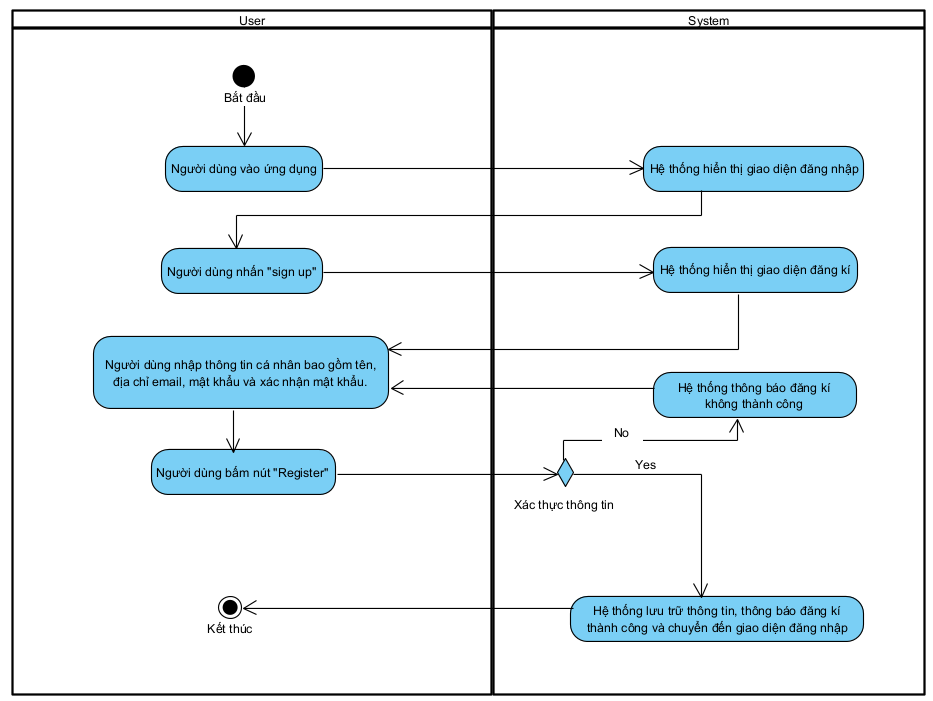 User
System
Bắt đầu
Người dùng vào ứng dụng
Hệ thống hiển thị giao diện đăng nhập
Người dùng nhấn "sign up"
Hệ thống hiển thị giao diện đăng kí
Người dùng nhập thông tin cá nhân bao gồm tên,
địa chỉ email, mật khẩu và xác nhận mật khẩu.
Hệ thống thông báo đăng kí
không thành công
No
Người dùng bấm nút "Register"
Yes
Xác thực thông tin
Hệ thống lưu trữ thông tin, thông báo đăng kí
thành công và chuyển đến giao diện đăng nhập
Kết thúc